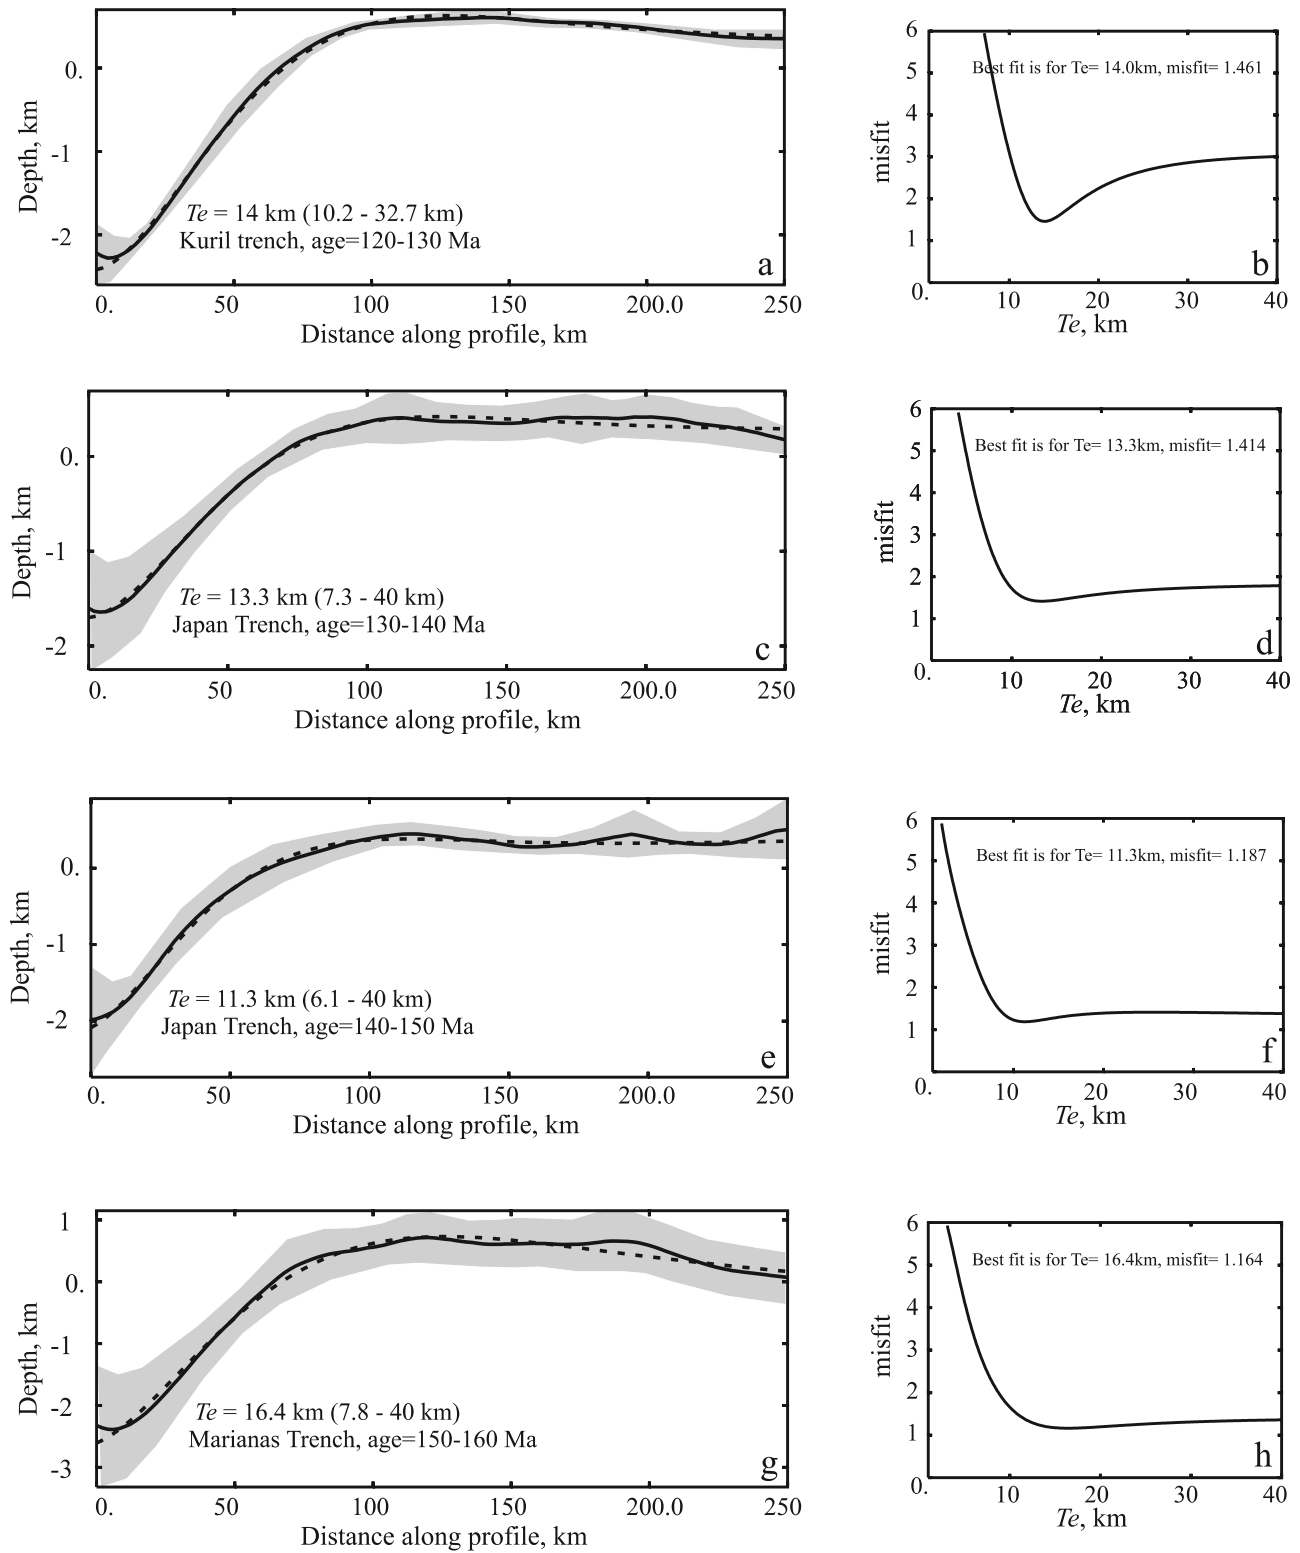 0.
-1
-2
Depth, km
Te = 14 km (10.2 - 32.7 km)
Kuril trench, age=120-130 Ma
a
0. 50 100 150 200.0 250
Distance along profile, km
6
5
4
3
2
1
0.
misfit
Best fit is for Te= 14.0km, misfit= 1.461
b
10 20 30 40
Te, km
0.
-1
-2
Depth, km
Te = 13.3 km (7.3 - 40 km)
Japan Trench, age=130-140 Ma
c
0. 50 100 150 200.0 250
Distance along profile, km
6
5
4
3
2
1
0.
misfit
Best fit is for Te= 13.3km, misfit= 1.414
d
10 20 30 40
Te, km
0.
-1
-2
Depth, km
Te = 11.3 km (6.1 - 40 km)
Japan Trench, age=140-150 Ma
e
0. 50 100 150 200.0 250
Distance along profile, km
6
5
4
3
2
1
0.
misfit
Best fit is for Te= 11.3km, misfit= 1.187
f
10 20 30 40
Te, km
1
0.
-1
-2
-3
Depth, km
Te = 16.4 km (7.8 - 40 km)
Marianas Trench, age=150-160 Ma
g
0. 50 100 150 200.0 250
Distance along profile, km
6
5
4
3
2
1
0.
misfit
Best fit is for Te= 16.4km, misfit= 1.164
h
10 20 30 40
Te, km